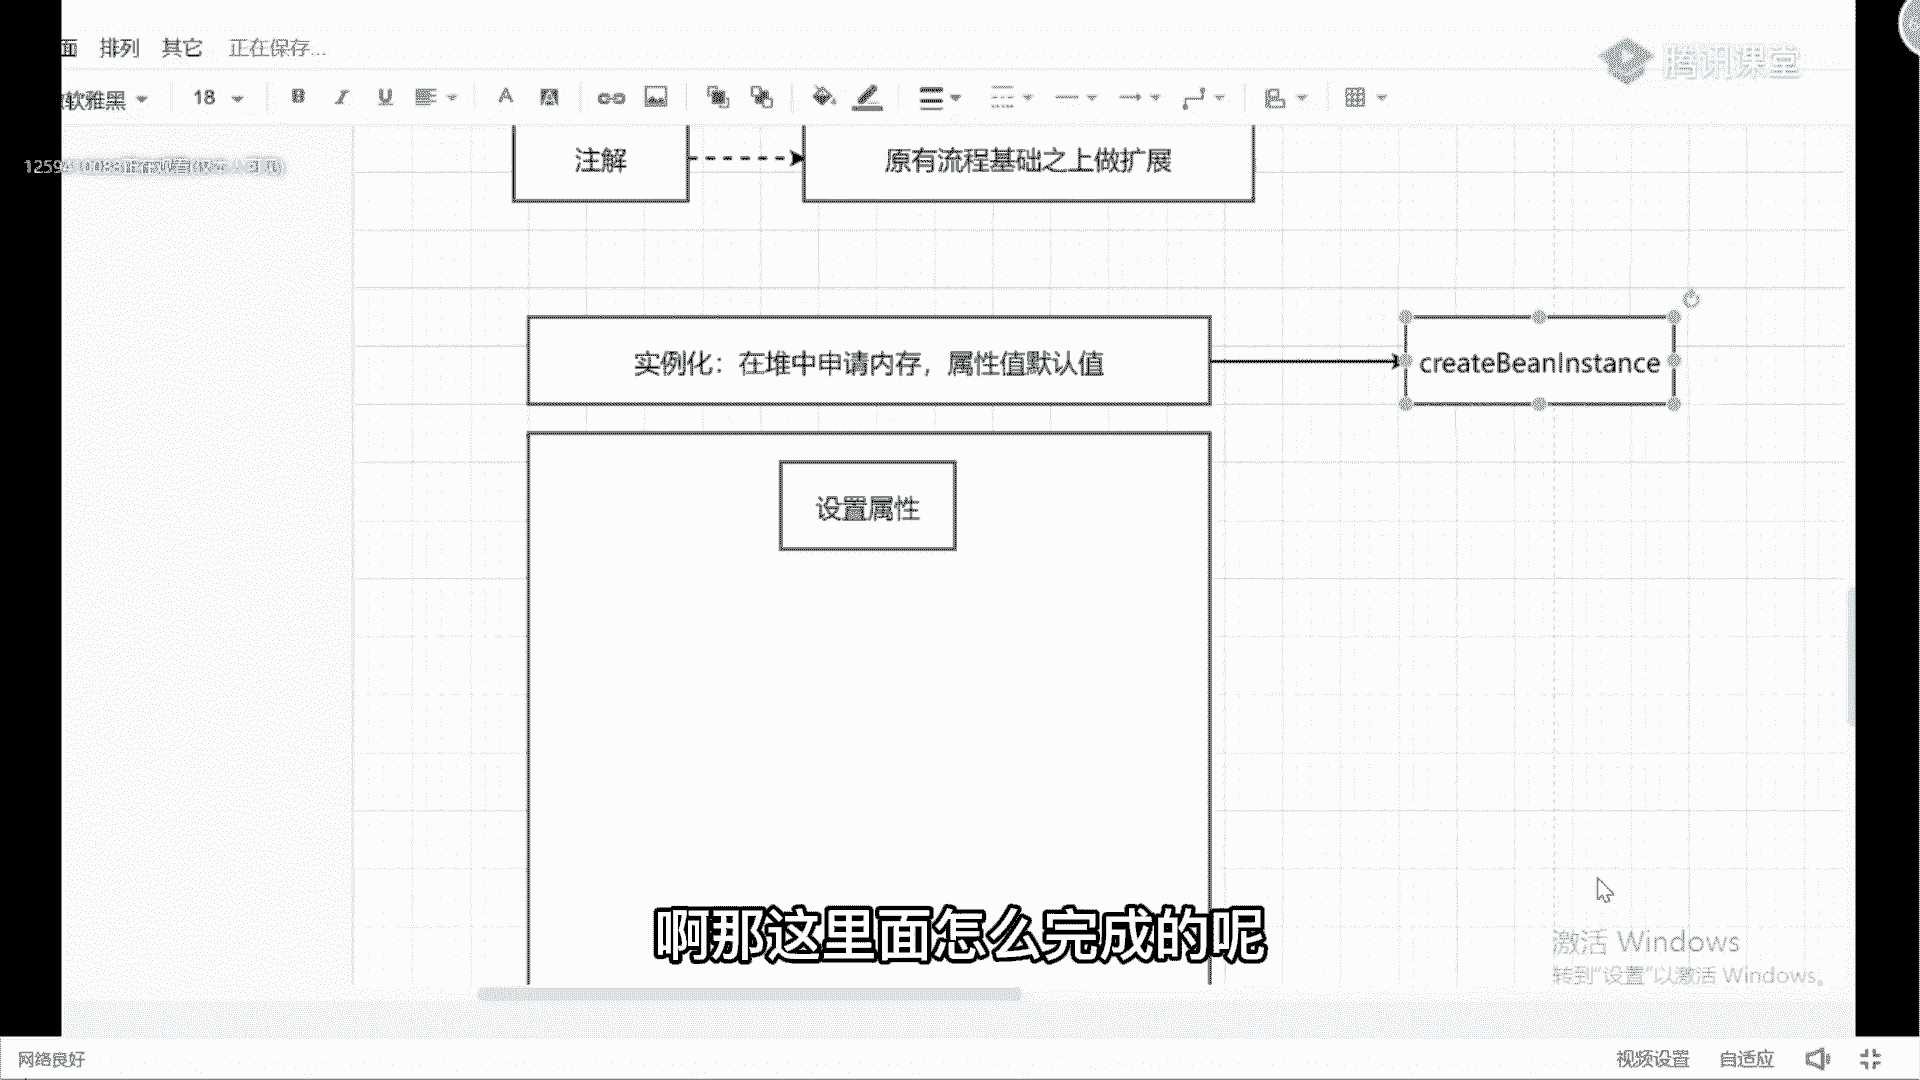 面 排列 其它 正在保存...
腾讯课堂
软雅黑 18 B I U A A
1259
注解
原有流程基础之上做扩展
实例化：在堆中申请内存，属性值默认值
createBeanInstance
设置属性
啊那这里面怎么完成的呢
激活 Windows
转到"设置"以激活 Windows。
网络良好
视频设置 自适应